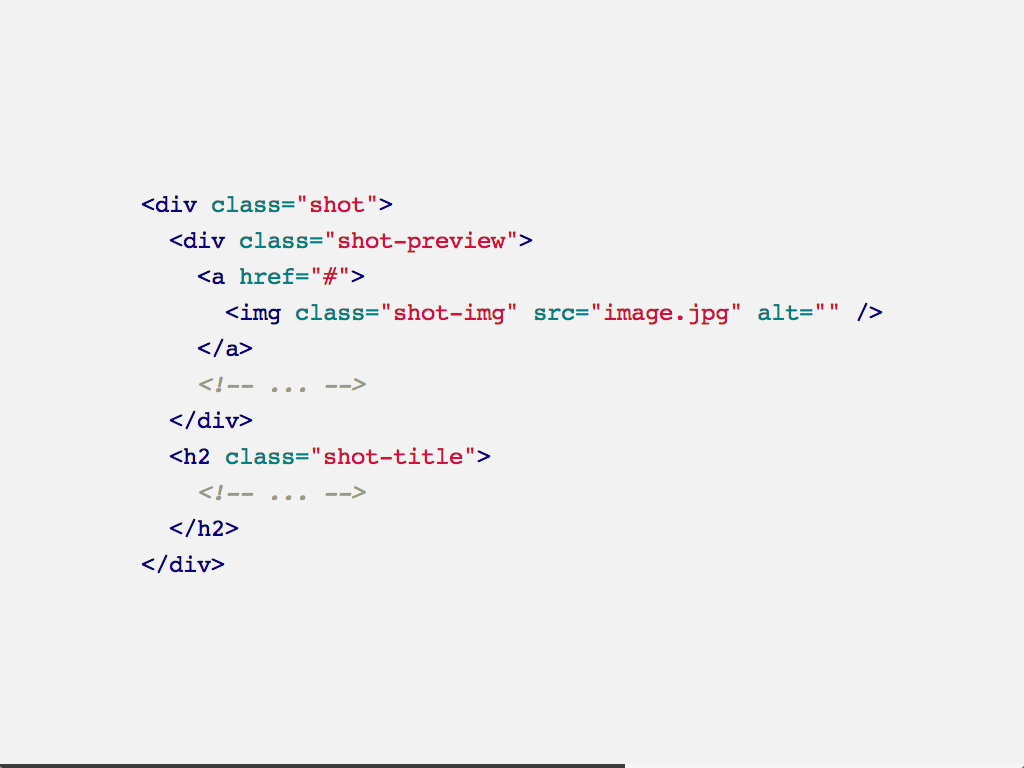 <div class="shot">
  <div class="shot-preview">
    <a href="#">
      <img class="shot-img" src="image.jpg" alt="" />
    </a>
    <!-- ... -->
  </div>
  <h2 class="shot-title">
    <!-- ... -->
  </h2>
</div>